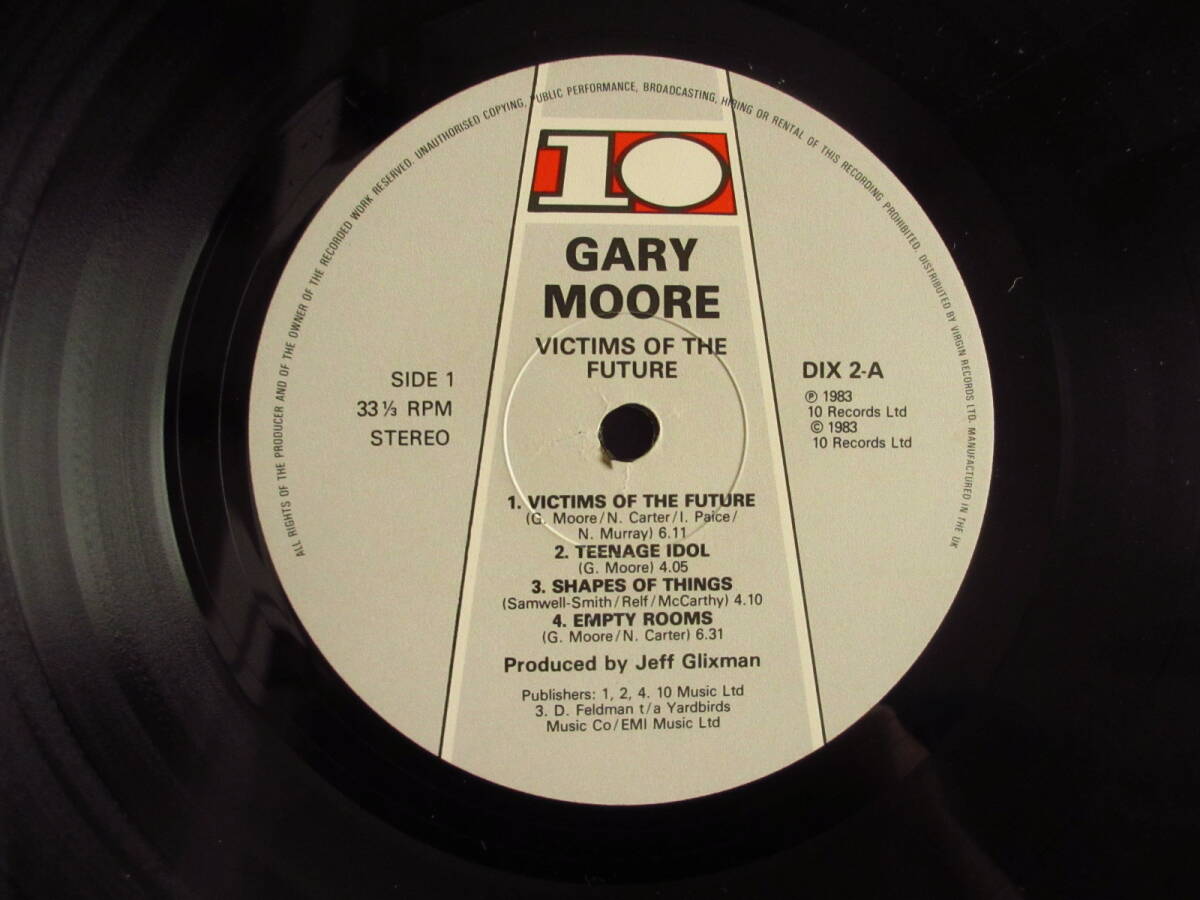 ALL RIGHTS OF THE PRODUCER AND OF THE OWNER OF THE RECORDED WORK RESERVED. UNAUTHORISED COPYING, PUBLIC PERFORMANCE, BROADCASTING, HIRING OR RENTAL OF THIS RECORDING PROHIBITED. DISTRIBUTED BY VIRGIN RECORDS LTD. MANUFACTURED IN THE UK
10
GARY
MOORE
VICTIMS OF THE
FUTURE
SIDE 1
33 ⅓ RPM
STEREO
DIX 2-A
℗ 1983
10 Records Ltd
© 1983
10 Records Ltd
1. VICTIMS OF THE FUTURE
(G. Moore/N. Carter/I. Paice/
N. Murray) 6.11
2. TEENAGE IDOL
(G. Moore) 4.05
3. SHAPES OF THINGS
(Samwell-Smith/Relf/McCarthy) 4.10
4. EMPTY ROOMS
(G. Moore/N. Carter) 6.31
Produced by Jeff Glixman
Publishers: 1, 2, 4. 10 Music Ltd
3. D. Feldman t/a Yardbirds
Music Co/EMI Music Ltd